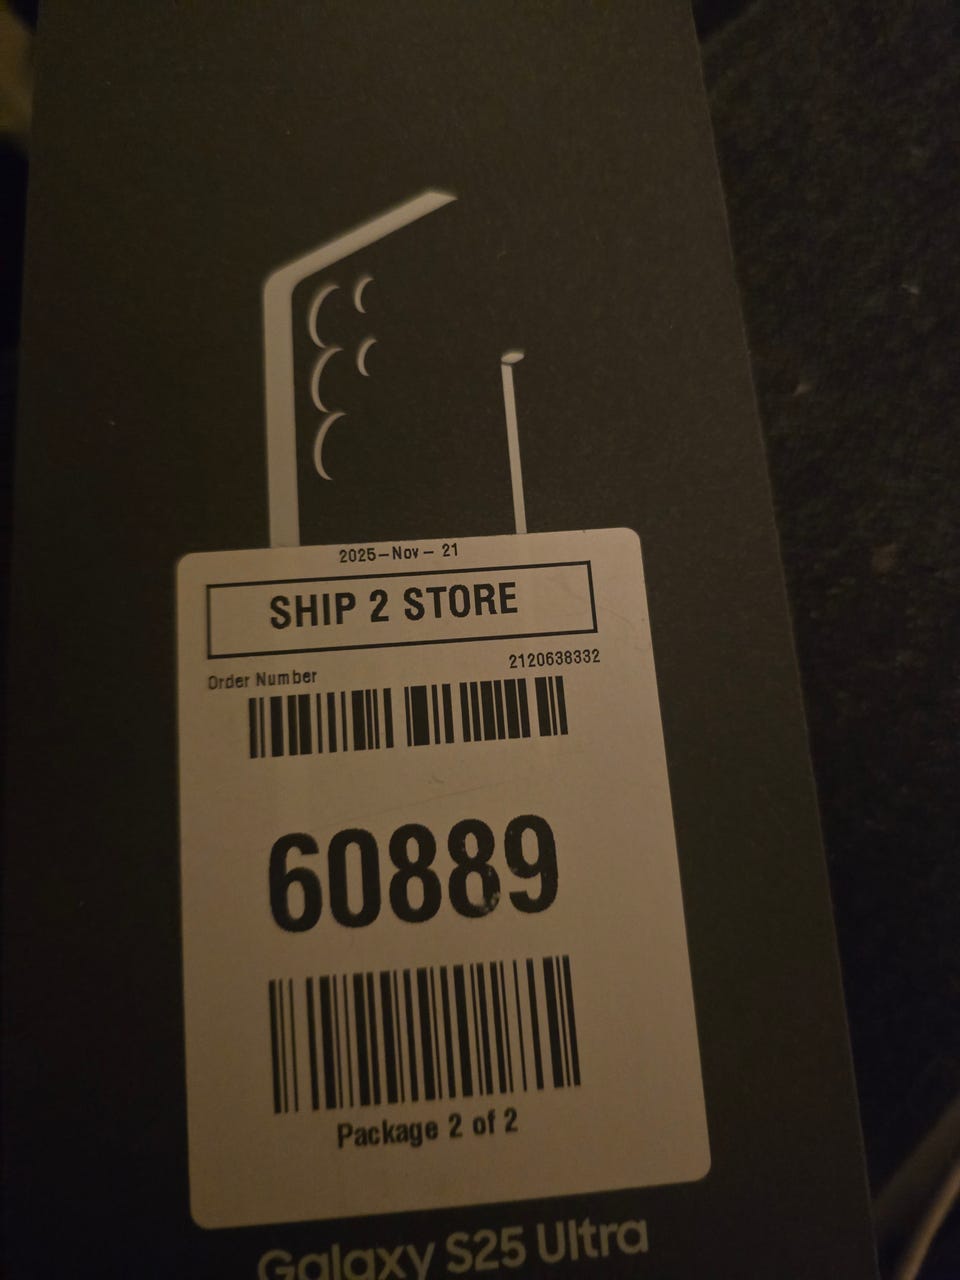 2025-Nov- 21
SHIP 2 STORE
2120638332
Order Number
60889
Package 2 of 2
Galaxy S25 Ultra